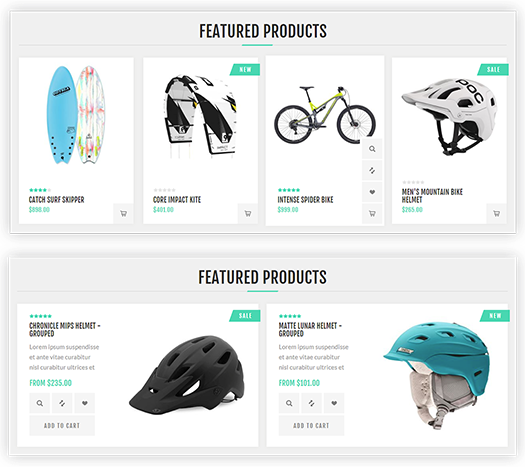 FEATURED PRODUCTS
NEW
SALE
POC
CATCH SURF SKIPPER
$890.00
CORE IMPACT KITE
$401.00
INTENSE SPIDER BIKE
$999.00
MEN'S MOUNTAIN BIKE
HELMET
$265.00
FEATURED PRODUCTS
SALE
CHRONICLE MIPS HELMET -
GROUPED
Lorem ipsum suspendisse
et ante vitae curabitur
nisl curabitur ultrices et
FROM $235.00
ADD TO CART
NEW
MATTE LUNAR HELMET -
GROUPED
Lorem ipsum suspendisse
et ante vitae curabitur
nisl curabitur ultrices et
FROM $101.00
ADD TO CART